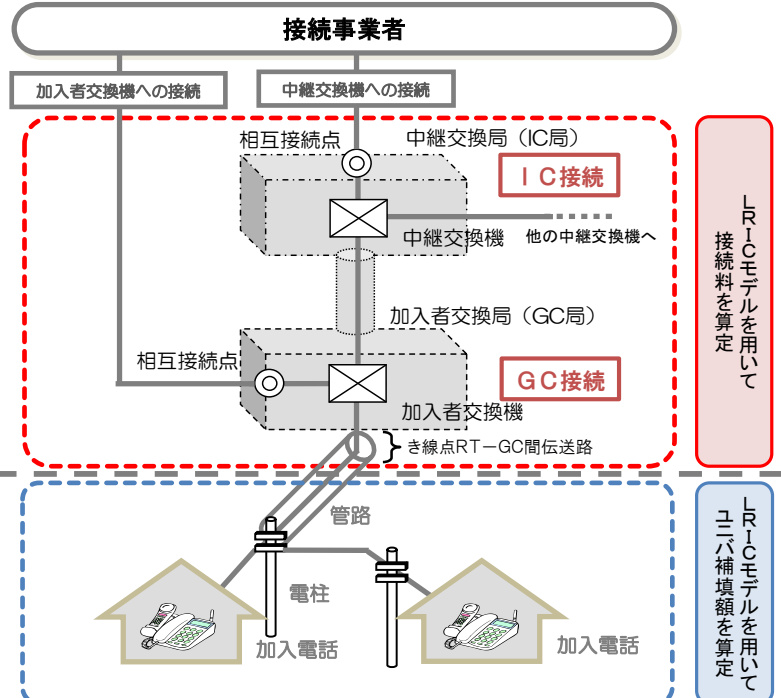 接続事業者
加入者交換機への接続
中継交換機への接続
相互接続点
中継交換局（IC局）
ＩＣ接続
中継交換機
他の中継交換機へ
加入者交換局（GC局）
相互接続点
ＧＣ接続
加入者交換機
き線点RT－GC間伝送路
ＬＲＩＣモデルを用いて
接続料を算定
管路
電柱
加入電話
加入電話
ＬＲＩＣモデルを用いて
ユニバ補填額を算定